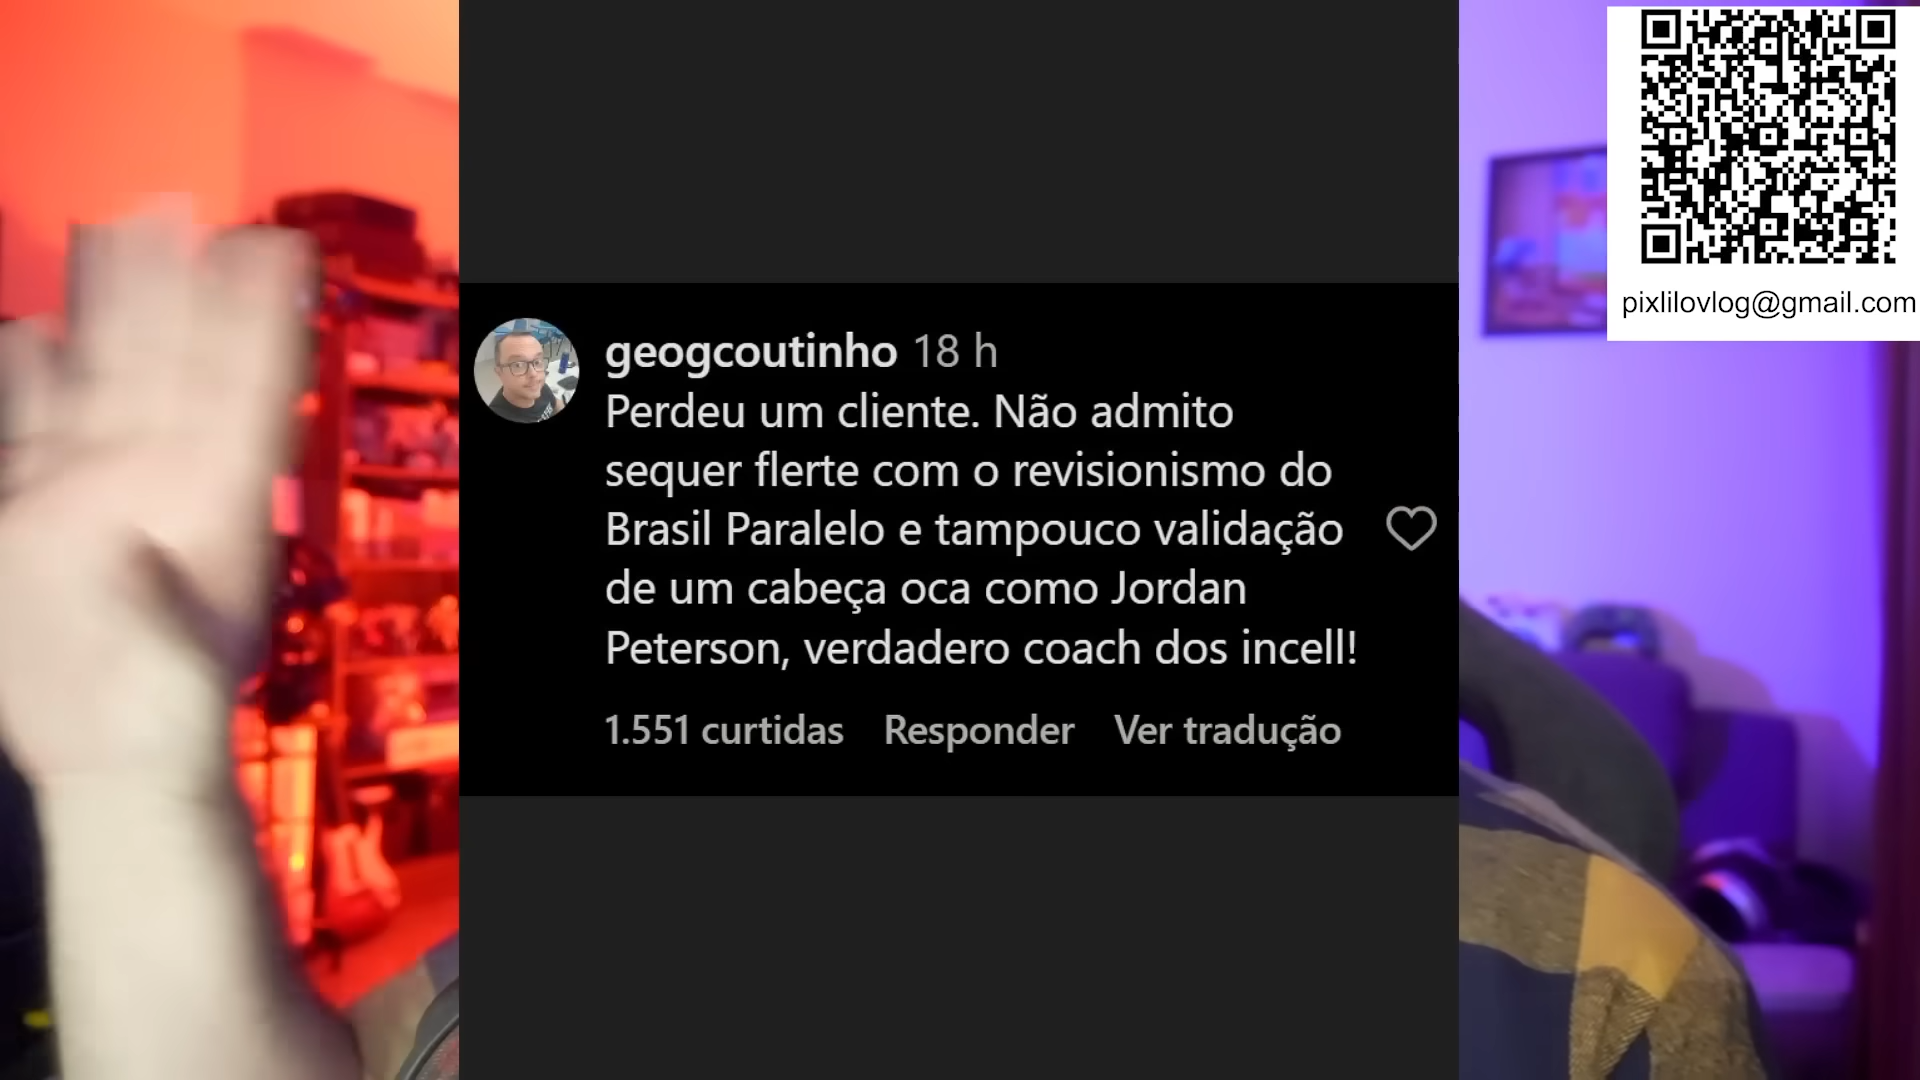 geogcoutinho 18 h
Perdeu um cliente. Não admito
sequer flerte com o revisionismo do
Brasil Paralelo e tampouco validação
de um cabeça oca como Jordan
Peterson, verdadero coach dos incell!
1.551 curtidas Responder Ver tradução
pixlilovlog@gmail.com